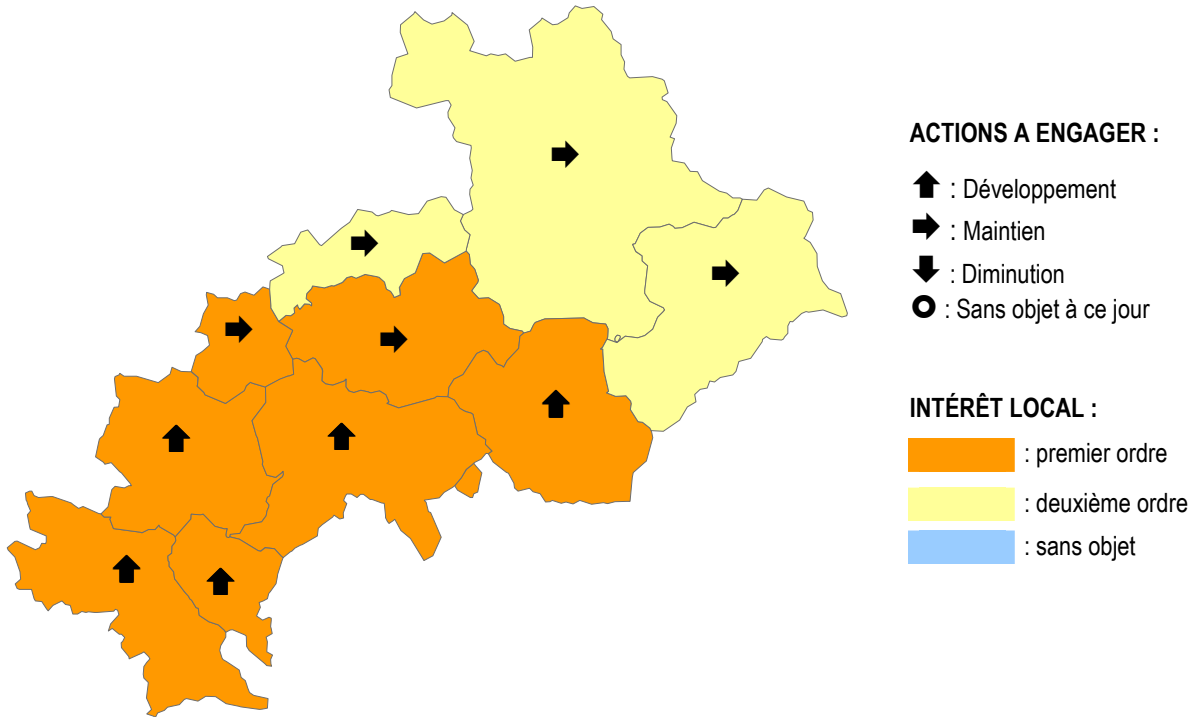 ACTIONS A ENGAGER :
: Développement
: Maintien
: Diminution
: Sans objet à ce jour
INTÉRÊT LOCAL :
: premier ordre
: deuxième ordre
: sans objet